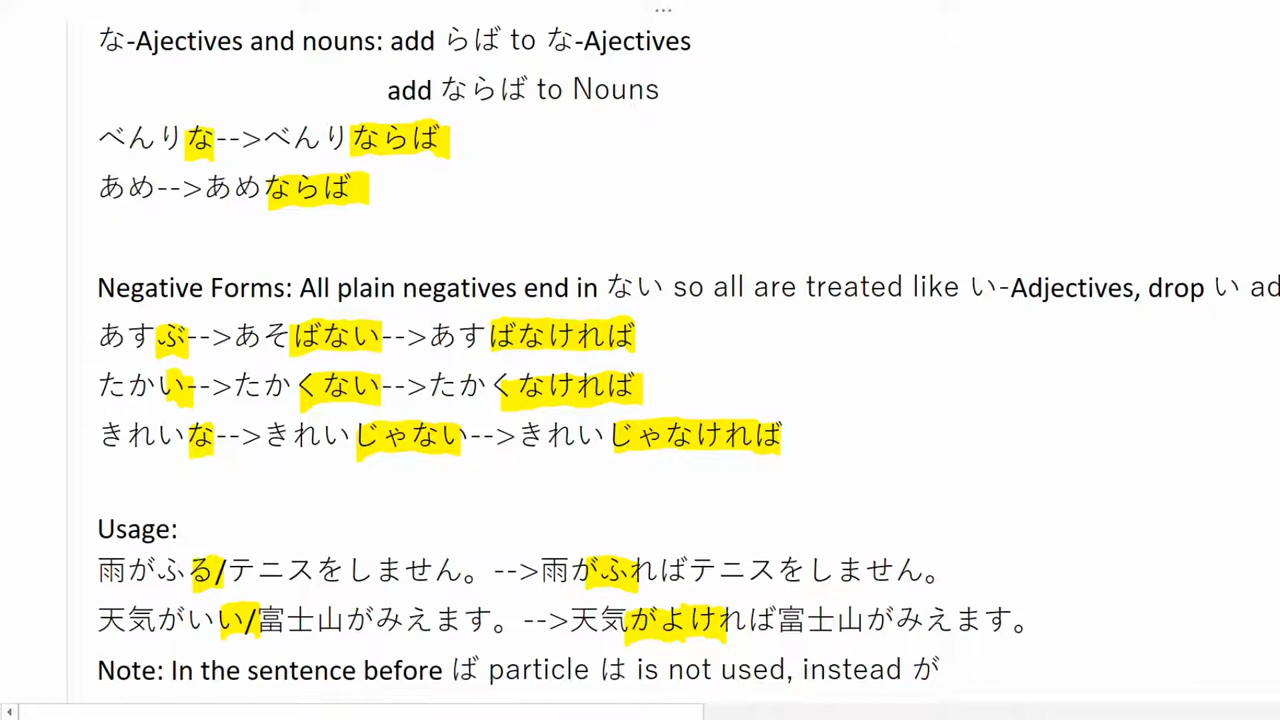 な-Ajectives and nouns: add らば to な-Ajectives
add ならば to Nouns
べんりな-->べんりならば
あめ-->あめならば
Negative Forms: All plain negatives end in ない so all are treated like い-Adjectives, drop い ad
あすぶ-->あそばない-->あすばなければ
たかい-->たかくない-->たかくなければ
きれいな-->きれいじゃない-->きれいじゃなければ
Usage:
雨がふる/テニスをしません。-->雨がふればテニスをしません。
天気がいい/富士山がみえます。-->天気がよければ富士山がみえます。
Note: In the sentence before ば particle は is not used, instead が